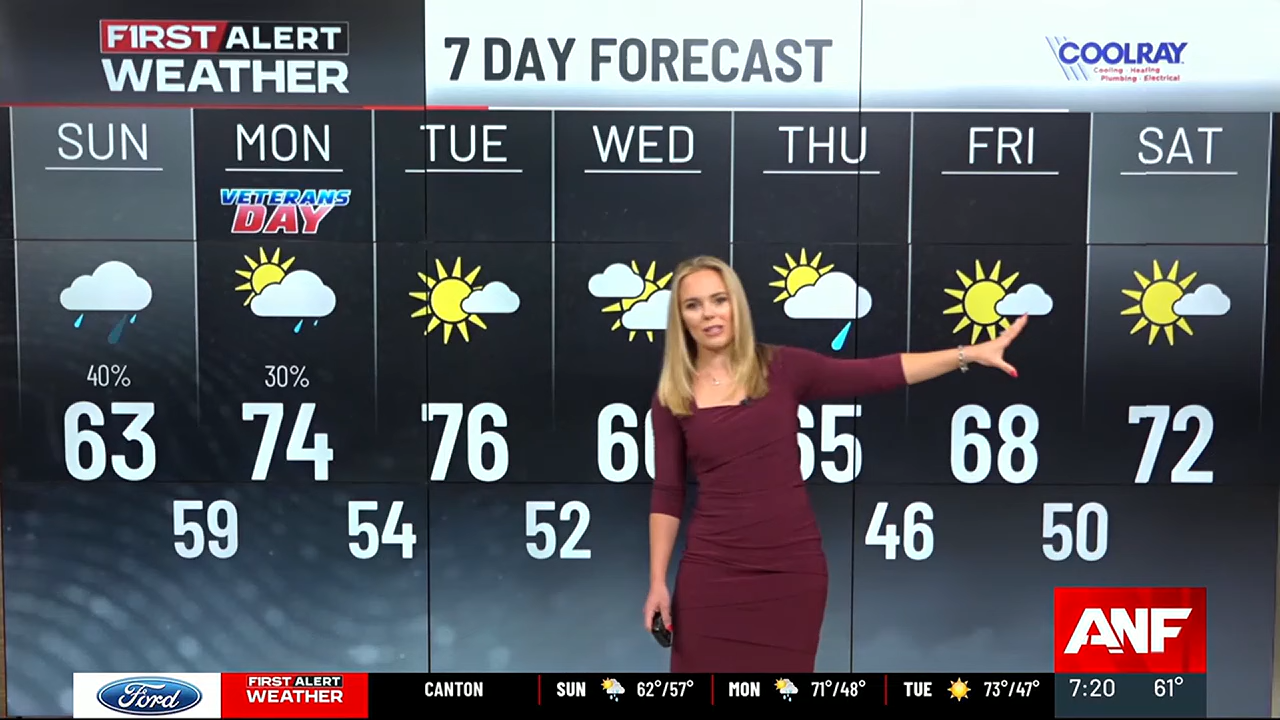 FIRST ALERT
WEATHER
7 DAY FORECAST
COOLRAY
Cooling · Heating
Plumbing · Electrical
SUN MON TUE WED THU FRI SAT
VETERANS
DAY
40% 30%
63 74 76 65 68 72
59 54 52 46 50
Ford
FIRST ALERT
WEATHER
CANTON SUN 62°/57° MON 71°/48° TUE 73°/47°
ANF
7:20 61°